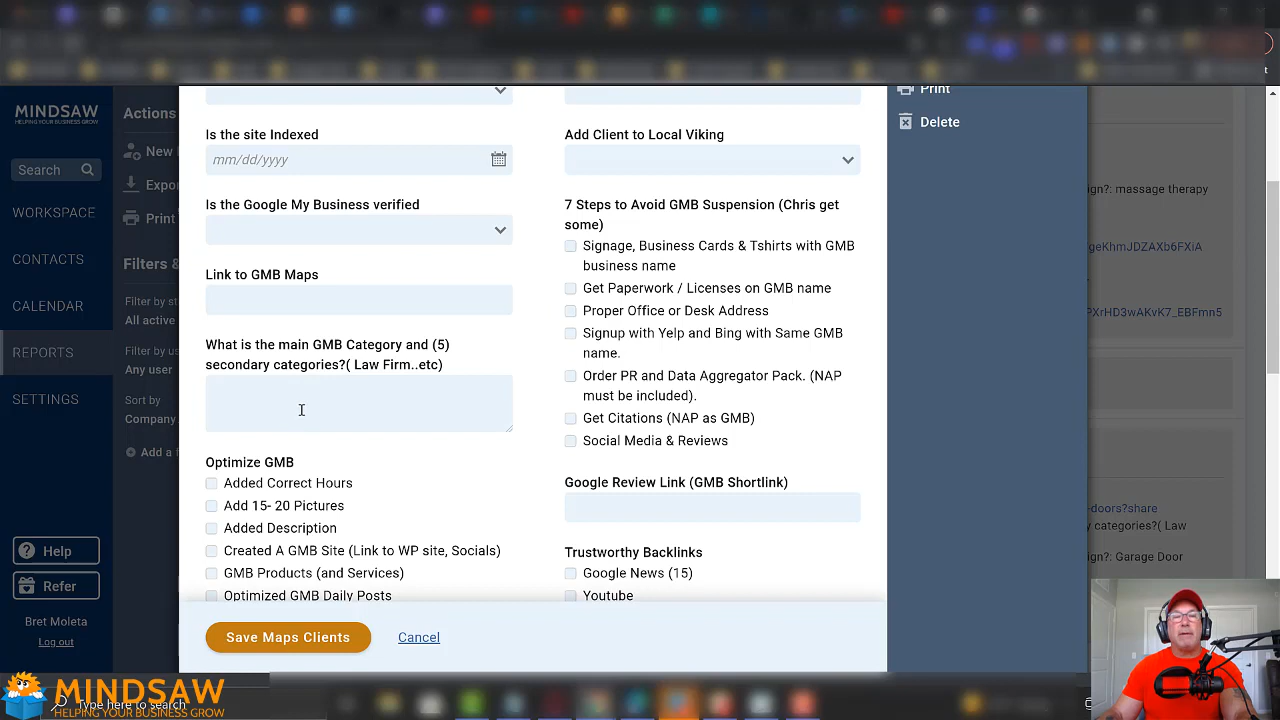 MINDSAW
HELPING YOUR BUSINESS GROW
Search
WORKSPACE
CONTACTS
CALENDAR
REPORTS
SETTINGS
Help
Refer
Bret Moleta
Log out
Actions
New
Expor
Print
Filters &
Filter by st
All active
Filter by us
Any user
Sort by
Company
Add a f
Is the site Indexed
mm/dd/yyyy
Is the Google My Business verified
Link to GMB Maps
What is the main GMB Category and (5)
secondary categories?( Law Firm..etc)
Optimize GMB
Added Correct Hours
Add 15- 20 Pictures
Added Description
Created A GMB Site (Link to WP site, Socials)
GMB Products (and Services)
Optimized GMB Daily Posts
Add Client to Local Viking
7 Steps to Avoid GMB Suspension (Chris get
some)
Signage, Business Cards & Tshirts with GMB
business name
Get Paperwork / Licenses on GMB name
Proper Office or Desk Address
Signup with Yelp and Bing with Same GMB
name.
Order PR and Data Aggregator Pack. (NAP
must be included).
Get Citations (NAP as GMB)
Social Media & Reviews
Google Review Link (GMB Shortlink)
Trustworthy Backlinks
Google News (15)
Youtube
Save Maps Clients
Cancel
Print
Delete
ign?: massage therapy
geKhmJDZAXb6FXiA
PXrHD3wAKvK7_EBFmn5
-doors?share
y categories?( Law
ign?: Garage Door
MINDSAW
HELPING YOUR BUSINESS GROW
Type here to search